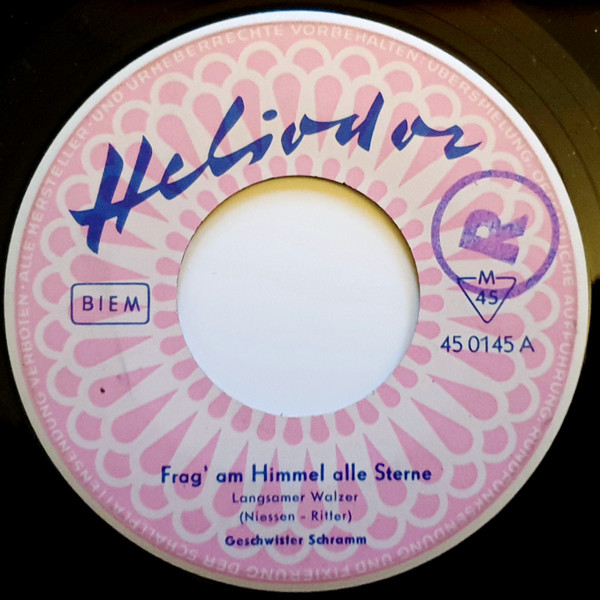 ALLE HERSTELLER- UND URHEBERRECHTE VORBEHALTEN · ÜBERSPIELUNG, ÖFFENTLICHE AUFFÜHRUNG, RUNDFUNKSENDUNG UND FIXIERUNG DER SCHALLPLATTENSENDUNG VERBOTEN ·
Heliodor
R
BIEM
M
45
45 0145 A
Frag' am Himmel alle Sterne
Langsamer Walzer
(Niessen - Ritter)
Geschwister Schramm